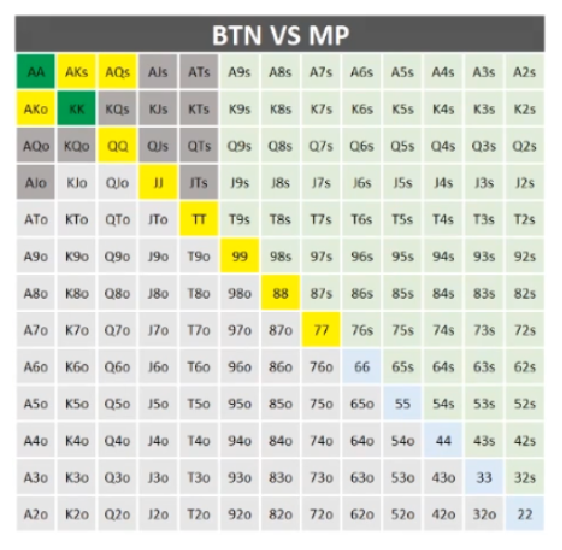 BTN VS MP
AA AKs AQs AJs ATs A9s A8s A7s A6s A5s A4s A3s A2s
AKo KK KQs KJs KTs K9s K8s K7s K6s K5s K4s K3s K2s
AQo KQo QQ QJs QTs Q9s Q8s Q7s Q6s Q5s Q4s Q3s Q2s
AJo KJo QJo JJ JTs J9s J8s J7s J6s J5s J4s J3s J2s
ATo KTo QTo JTo TT T9s T8s T7s T6s T5s T4s T3s T2s
A9o K9o Q9o J9o T9o 99 98s 97s 96s 95s 94s 93s 92s
A8o K8o Q8o J8o T8o 98o 88 87s 86s 85s 84s 83s 82s
A7o K7o Q7o J7o T7o 97o 87o 77 76s 75s 74s 73s 72s
A6o K6o Q6o J6o T6o 96o 86o 76o 66 65s 64s 63s 62s
A5o K5o Q5o J5o T5o 95o 85o 75o 65o 55 54s 53s 52s
A4o K4o Q4o J4o T4o 94o 84o 74o 64o 54o 44 43s 42s
A3o K3o Q3o J3o T3o 93o 83o 73o 63o 53o 43o 33 32s
A2o K2o Q2o J2o T2o 92o 82o 72o 62o 52o 42o 32o 22